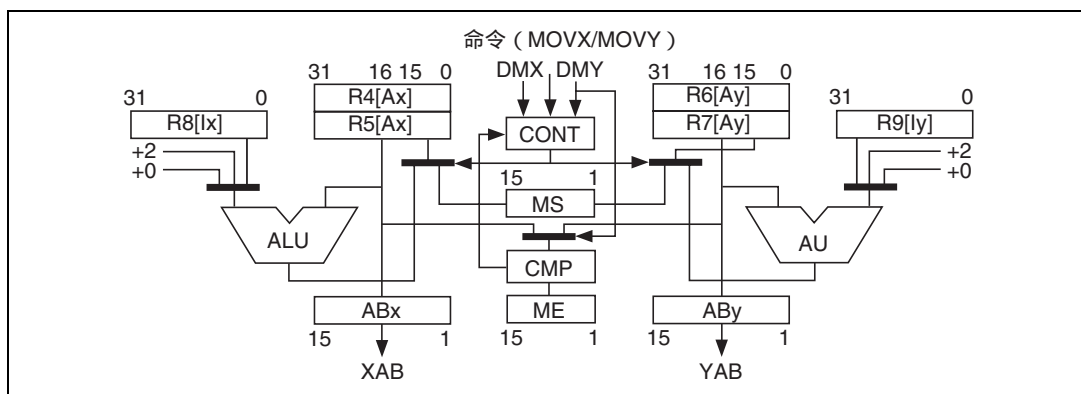 命令（MOVX/MOVY）
DMX DMY
31 16 15 0
31 16 15 0
31 0
31 0
R4[Ax]
R5[Ax]
R6[Ay]
R7[Ay]
R8[Ix]
R9[Iy]
CONT
+2
+0
+2
+0
15 1
MS
ALU
AU
CMP
ABx
ME
ABy
15 1
15 1
15 1
XAB
YAB